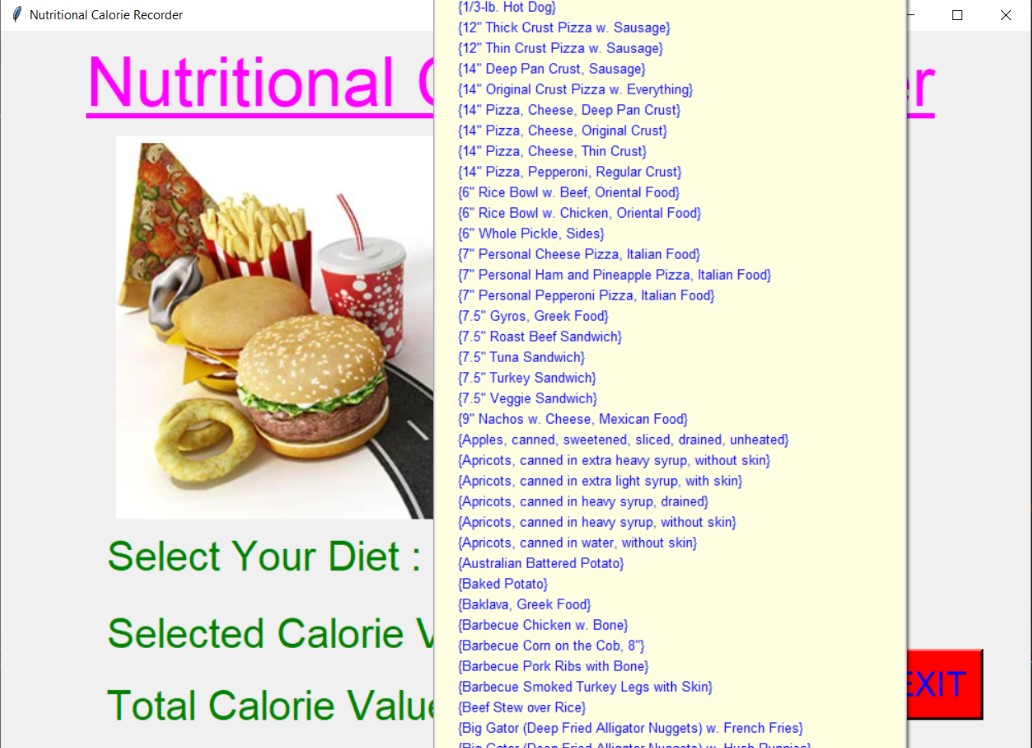 Nutritional Calorie Recorder
Nutritional
r
{1/3-lb. Hot Dog}
{12" Thick Crust Pizza w. Sausage}
{12" Thin Crust Pizza w. Sausage}
{14" Deep Pan Crust, Sausage}
{14" Original Crust Pizza w. Everything}
{14" Pizza, Cheese, Deep Pan Crust}
{14" Pizza, Cheese, Original Crust}
{14" Pizza, Cheese, Thin Crust}
{14" Pizza, Pepperoni, Regular Crust}
{6" Rice Bowl w. Beef, Oriental Food}
{6" Rice Bowl w. Chicken, Oriental Food}
{6" Whole Pickle, Sides}
{7" Personal Cheese Pizza, Italian Food}
{7" Personal Ham and Pineapple Pizza, Italian Food}
{7" Personal Pepperoni Pizza, Italian Food}
{7.5" Gyros, Greek Food}
{7.5" Roast Beef Sandwich}
{7.5" Tuna Sandwich}
{7.5" Turkey Sandwich}
{7.5" Veggie Sandwich}
{9" Nachos w. Cheese, Mexican Food}
{Apples, canned, sweetened, sliced, drained, unheated}
{Apricots, canned in extra heavy syrup, without skin}
{Apricots, canned in extra light syrup, with skin}
{Apricots, canned in heavy syrup, drained}
{Apricots, canned in heavy syrup, without skin}
{Apricots, canned in water, without skin}
{Australian Battered Potato}
{Baked Potato}
{Baklava, Greek Food}
{Barbecue Chicken w. Bone}
{Barbecue Corn on the Cob, 8"}
{Barbecue Pork Ribs with Bone}
{Barbecue Smoked Turkey Legs with Skin}
{Beef Stew over Rice}
{Big Gator (Deep Fried Alligator Nuggets) w. French Fries}
{Big Gator (Deep Fried Alligator Nuggets) w. Hush Puppies}
Select Your Diet :
Selected Calorie V
Total Calorie Value
EXIT